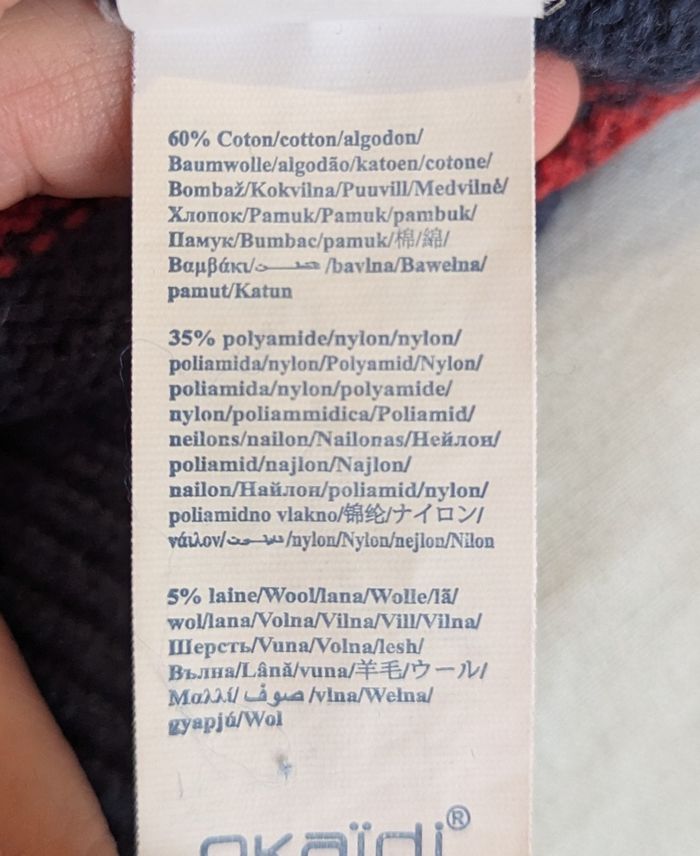 60% Coton/cotton/algodon/
Baumwolle/algodão/katoen/cotone/
Bombaž/Kokvilna/Puuvill/Medvilnė/
Хлопок/Pamuk/Pamuk/pambuk/
Памук/Bumbac/pamuk/棉/綿/
Βαμβάκι/ /bavlna/Bawełna/
pamut/Katun
35% polyamide/nylon/nylon/
poliamida/nylon/Polyamid/Nylon/
poliamida/nylon/polyamide/
nylon/poliammidica/Poliamid/
neilons/nailon/Nailonas/Нейлон/
poliamid/najlon/Najlon/
nailon/Найлон/poliamid/nylon/
poliamidno vlakno/锦纶/ナイロン/
νάιλον/ /nylon/Nylon/nejlon/Nilon
5% laine/Wool/lana/Wolle/lã/
wol/lana/Volna/Vilna/Vill/Vilna/
Шерсть/Vuna/Volna/lesh/
Вълна/Lână/vuna/羊毛/ウール/
Μαλλί/صوف/vlna/Wełna/
gyapjú/Wol
okaïdi®